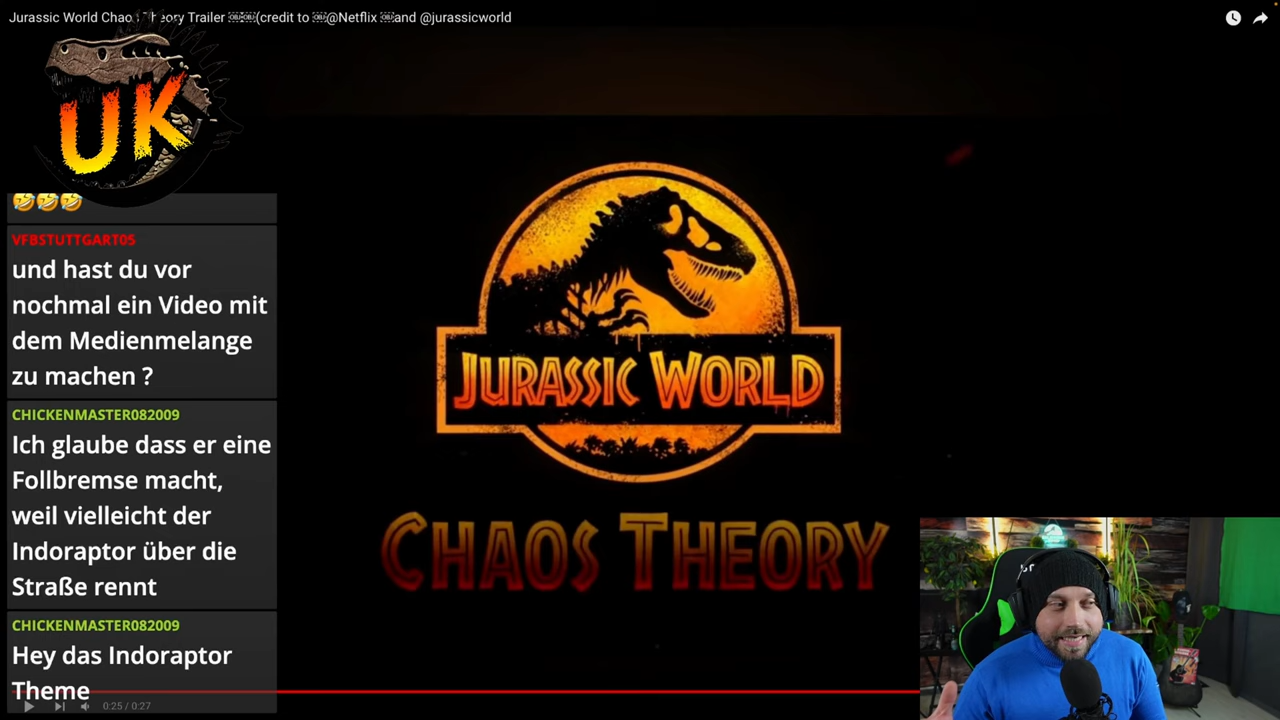 Jurassic World Chaos Theory Trailer (credit to @Netflix and @jurassicworld
UK
🤣🤣🤣
VFBSTUTTGART05
und hast du vor
nochmal ein Video mit
dem Medienmelange
zu machen ?
CHICKENMASTER082009
Ich glaube dass er eine
Follbremse macht,
weil vielleicht der
Indoraptor über die
Straße rennt
CHICKENMASTER082009
Hey das Indoraptor
Theme
0:25 / 0:27
JURASSIC WORLD
CHAOS THEORY